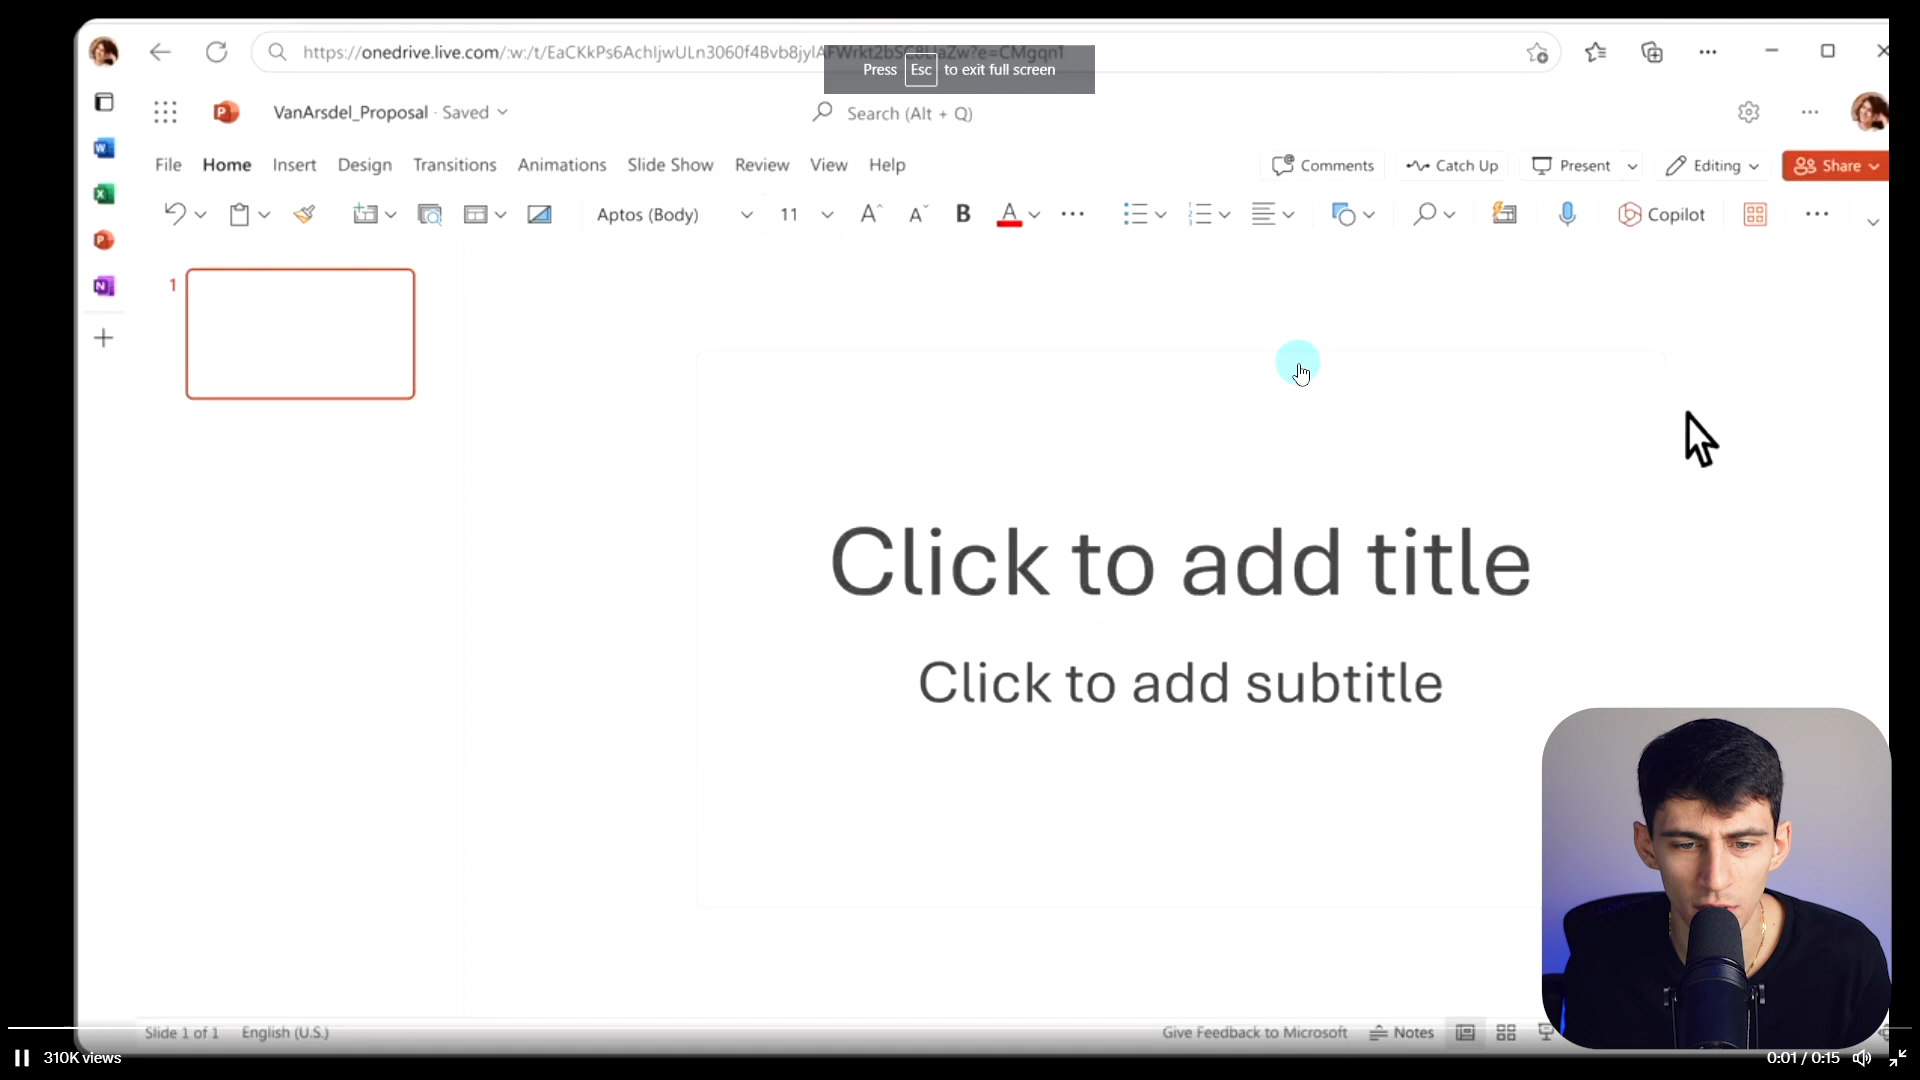 https://onedrive.live.com/:w:/t/EaCKkPs6AchIjwULn3060f4Bvb8jylAFWrkt2bSC8LaZw?e=CMgqn1
Press Esc to exit full screen
VanArsdel_Proposal · Saved
Search (Alt + Q)
File Home Insert Design Transitions Animations Slide Show Review View Help
Comments Catch Up Present Editing Share
Aptos (Body) 11 A A B A Copilot
1
Click to add title
Click to add subtitle
Slide 1 of 1 English (U.S.) Give Feedback to Microsoft Notes
310K views 0:01 / 0:15